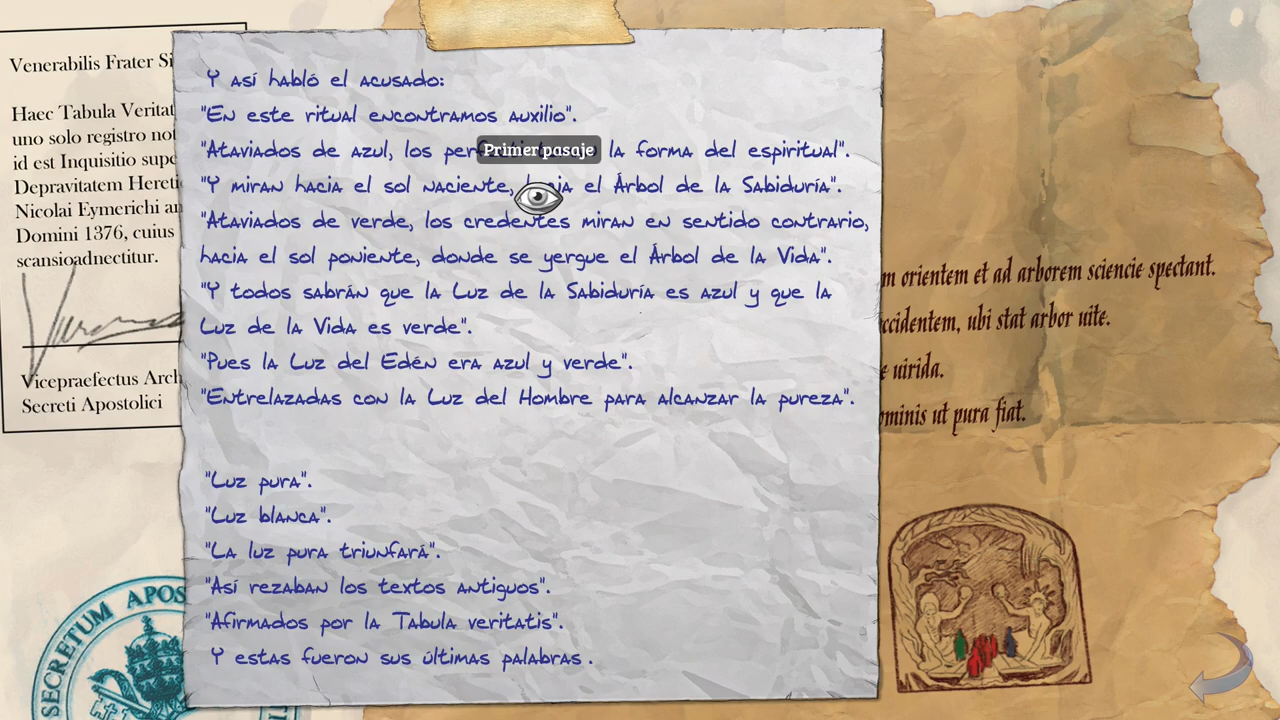 Venerabilis Frater Si
Haec Tabula Veritat
uno solo registro not
id est Inquisitio supe
Depravitatem Hereti
Nicolai Eymerichi an
Domini 1376, cuius
scansioadnectitur.
Vicepraefectus Arch
Secreti Apostolici
SECRETUM APOS
Y así habló el acusado:
"En este ritual encontramos auxilio".
"Ataviados de azul, los la forma del espiritual".
Primer pasaje
"Y miran hacia el sol naciente, hacia el Árbol de la Sabiduría".
"Ataviados de verde, los credentes miran en sentido contrario,
hacia el sol poniente, donde se yergue el Árbol de la Vida".
"Y todos sabrán que la Luz de la Sabiduría es azul y que la
Luz de la Vida es verde".
"Pues la Luz del Edén era azul y verde".
"Entrelazadas con la Luz del Hombre para alcanzar la pureza".
"Luz pura".
"Luz blanca".
"La luz pura triunfará".
"Así rezaban los textos antiguos".
"Afirmados por la Tabula veritatis".
Y estas fueron sus últimas palabras.
m orientem et ad arborem sciencie spectant.
ccidentem, ubi stat arbor uite.
e uirida.
ominis ut pura fiat.